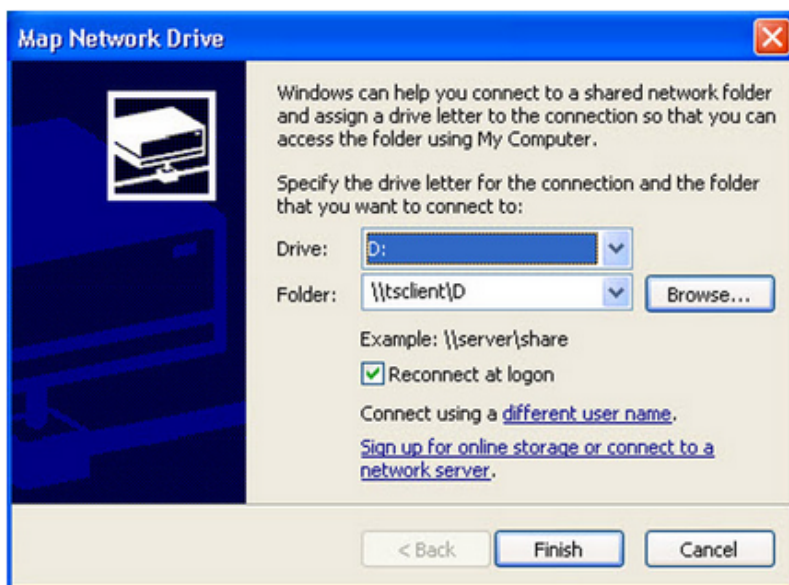 Map Network Drive
Windows can help you connect to a shared network folder
and assign a drive letter to the connection so that you can
access the folder using My Computer.
Specify the drive letter for the connection and the folder
that you want to connect to:
Drive: D:
Folder: \\tsclient\D Browse...
Example: \\server\share
Reconnect at logon
Connect using a different user name.
Sign up for online storage or connect to a
network server.
< Back Finish Cancel